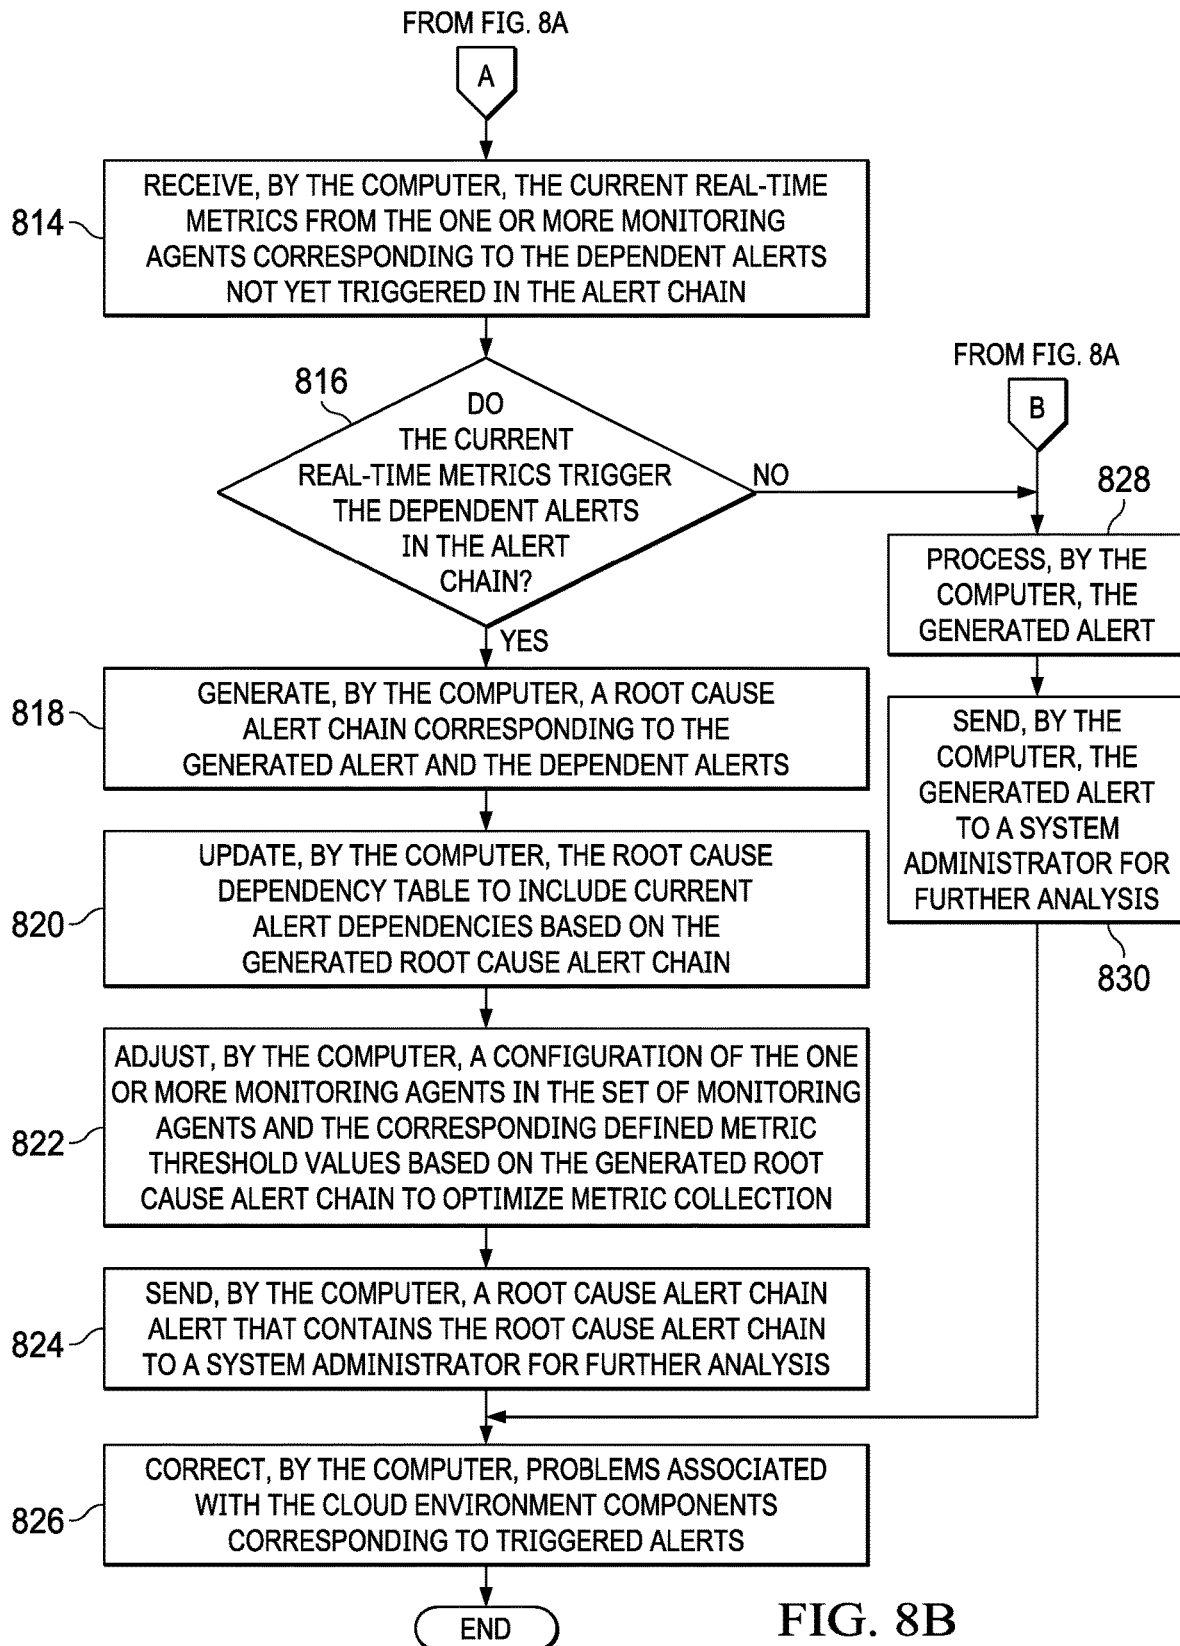 FROM FIG. 8A
A
814
RECEIVE, BY THE COMPUTER, THE CURRENT REAL-TIME
METRICS FROM THE ONE OR MORE MONITORING
AGENTS CORRESPONDING TO THE DEPENDENT ALERTS
NOT YET TRIGGERED IN THE ALERT CHAIN
816
DO
THE CURRENT
REAL-TIME METRICS TRIGGER
THE DEPENDENT ALERTS
IN THE ALERT
CHAIN?
NO
YES
FROM FIG. 8A
B
828
PROCESS, BY THE
COMPUTER, THE
GENERATED ALERT
SEND, BY THE
COMPUTER, THE
GENERATED ALERT
TO A SYSTEM
ADMINISTRATOR FOR
FURTHER ANALYSIS
830
818
GENERATE, BY THE COMPUTER, A ROOT CAUSE
ALERT CHAIN CORRESPONDING TO THE
GENERATED ALERT AND THE DEPENDENT ALERTS
820
UPDATE, BY THE COMPUTER, THE ROOT CAUSE
DEPENDENCY TABLE TO INCLUDE CURRENT
ALERT DEPENDENCIES BASED ON THE
GENERATED ROOT CAUSE ALERT CHAIN
822
ADJUST, BY THE COMPUTER, A CONFIGURATION OF THE ONE
OR MORE MONITORING AGENTS IN THE SET OF MONITORING
AGENTS AND THE CORRESPONDING DEFINED METRIC
THRESHOLD VALUES BASED ON THE GENERATED ROOT
CAUSE ALERT CHAIN TO OPTIMIZE METRIC COLLECTION
824
SEND, BY THE COMPUTER, A ROOT CAUSE ALERT CHAIN
ALERT THAT CONTAINS THE ROOT CAUSE ALERT CHAIN
TO A SYSTEM ADMINISTRATOR FOR FURTHER ANALYSIS
826
CORRECT, BY THE COMPUTER, PROBLEMS ASSOCIATED
WITH THE CLOUD ENVIRONMENT COMPONENTS
CORRESPONDING TO TRIGGERED ALERTS
END
FIG. 8B